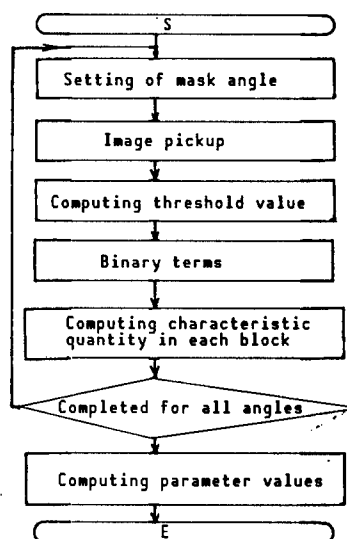 S
Setting of mask angle
Image pickup
Computing threshold value
Binary terms
Computing characteristic
quantity in each block
Completed for all angles
Computing parameter values
E